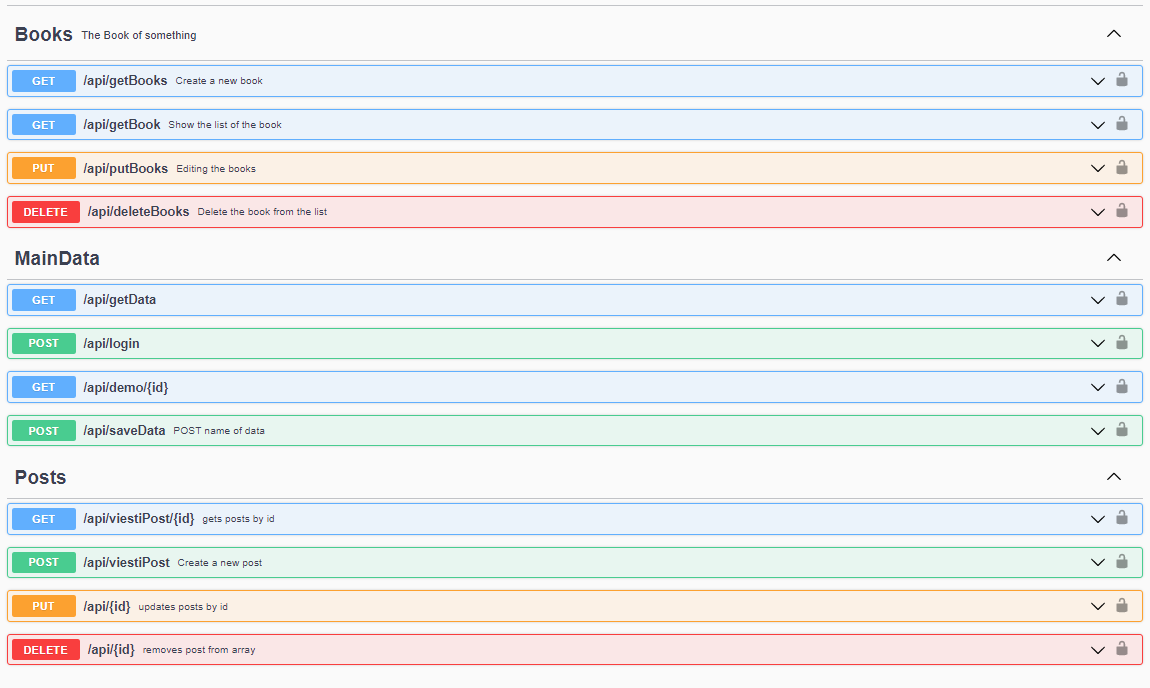 Books The Book of something
GET /api/getBooks Create a new book
GET /api/getBook Show the list of the book
PUT /api/putBooks Editing the books
DELETE /api/deleteBooks Delete the book from the list
MainData
GET /api/getData
POST /api/login
GET /api/demo/{id}
POST /api/saveData POST name of data
Posts
GET /api/viestiPost/{id} gets posts by id
POST /api/viestiPost Create a new post
PUT /api/{id} updates posts by id
DELETE /api/{id} removes post from array